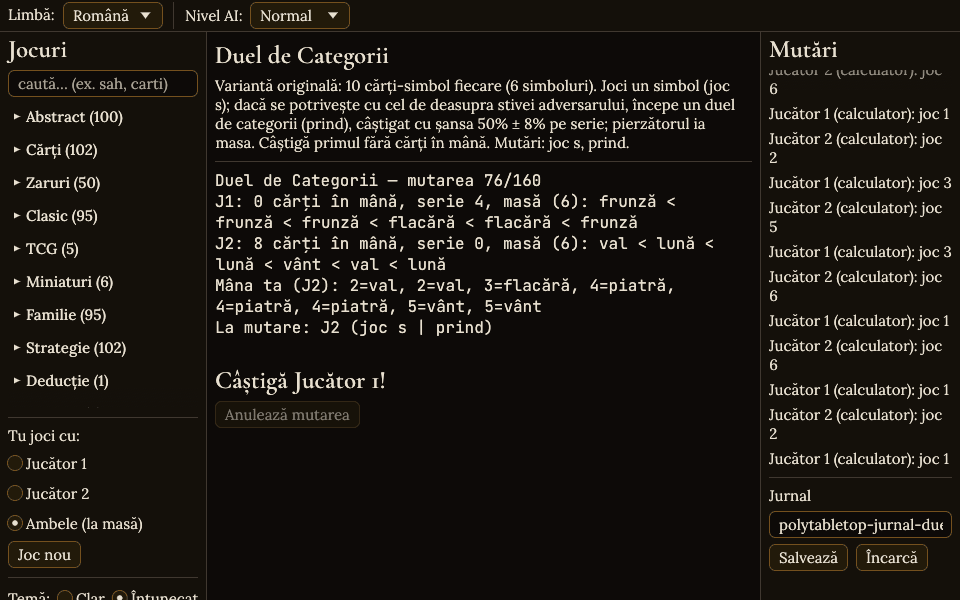 Limbă: Română ▼ Nivel AI: Normal ▼
Jocuri
caută... (ex. sah, carti)
▸ Abstract (100)
▸ Cărți (102)
▸ Zaruri (50)
▸ Clasic (95)
▸ TCG (5)
▸ Miniaturi (6)
▸ Familie (95)
▸ Strategie (102)
▸ Deducție (1)
Tu joci cu:
Jucător 1
Jucător 2
Ambele (la masă)
Joc nou
Temă: Clar Întunecat
Duel de Categorii
Variantă originală: 10 cărți-simbol fiecare (6 simboluri). Joci un simbol (joc
s); dacă se potrivește cu cel de deasupra stivei adversarului, începe un duel
de categorii (prind), câștigat cu șansa 50% ± 8% pe serie; pierzătorul ia
masa. Câștigă primul fără cărți în mână. Mutări: joc s, prind.
Duel de Categorii — mutarea 76/160
J1: 0 cărți în mână, serie 4, masă (6): frunză <
frunză < frunză < flacără < flacără < frunză
J2: 8 cărți în mână, serie 0, masă (6): val < lună <
lună < vânt < val < lună
Mâna ta (J2): 2=val, 2=val, 3=flacără, 4=piatră,
4=piatră, 4=piatră, 5=vânt, 5=vânt
La mutare: J2 (joc s | prind)
Câștigă Jucător 1!
Anulează mutarea
Mutări
Jucător 2 (calculator): joc
6
Jucător 1 (calculator): joc 1
Jucător 2 (calculator): joc
2
Jucător 1 (calculator): joc 3
Jucător 2 (calculator): joc
5
Jucător 1 (calculator): joc 3
Jucător 2 (calculator): joc
6
Jucător 1 (calculator): joc 1
Jucător 2 (calculator): joc
6
Jucător 1 (calculator): joc 1
Jucător 2 (calculator): joc
2
Jucător 1 (calculator): joc 1
Jurnal
polytabletop-jurnal-due
Salvează Încarcă